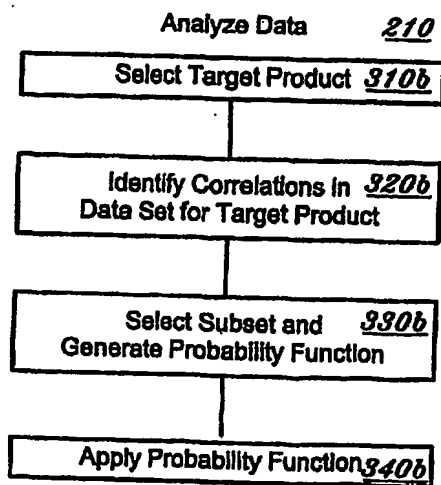 Analyze Data 210
Select Target Product 310b
Identify Correlations in 320b
Data Set for Target Product
Select Subset and 330b
Generate Probability Function
Apply Probability Function 340b